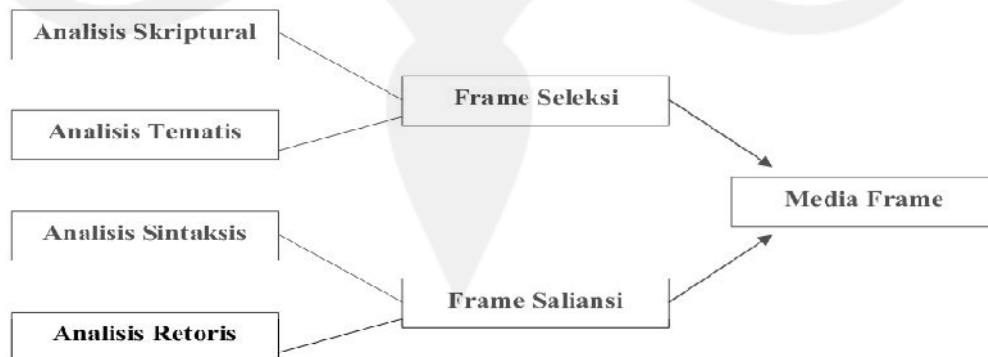 Analisis Skriptural
Analisis Tematis
Analisis Sintaksis
Analisis Retoris
Frame Seleksi
Frame Saliansi
Media Frame